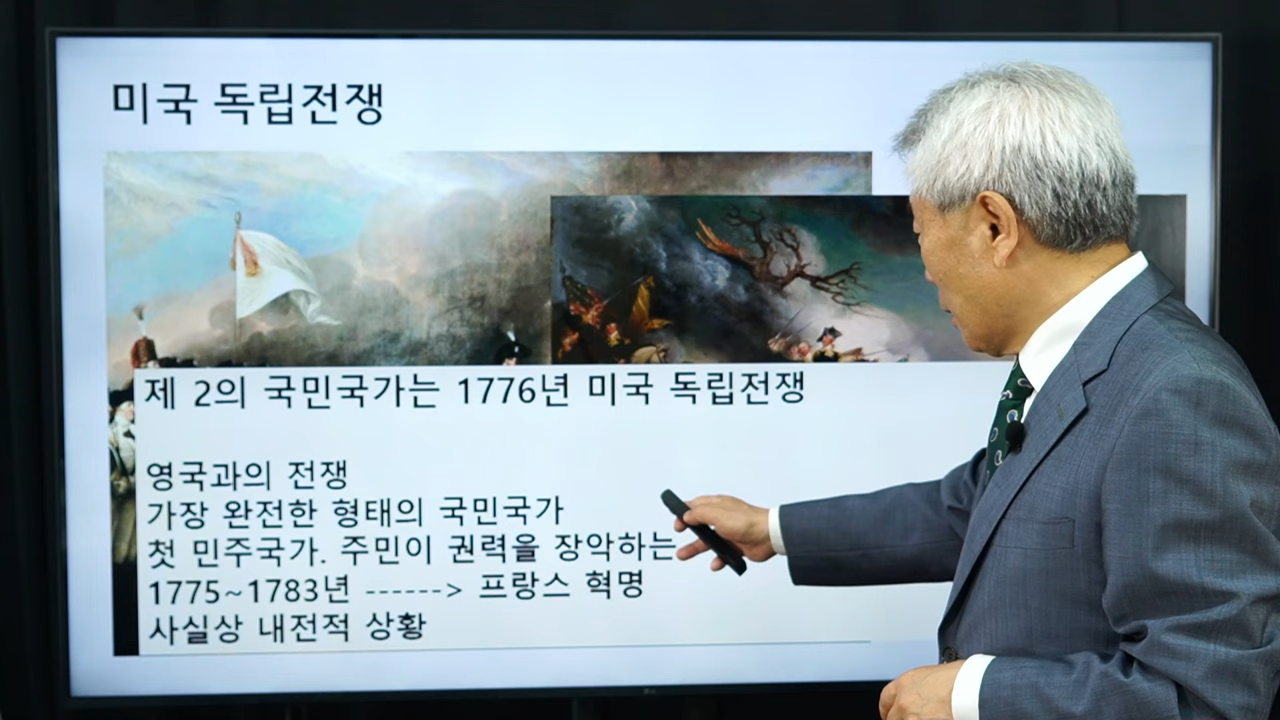 미국 독립전쟁
제 2의 국민국가는 1776년 미국 독립전쟁
영국과의 전쟁
가장 완전한 형태의 국민국가
첫 민주국가. 주민이 권력을 장악하는
1775~1783년 ------> 프랑스 혁명
사실상 내전적 상황